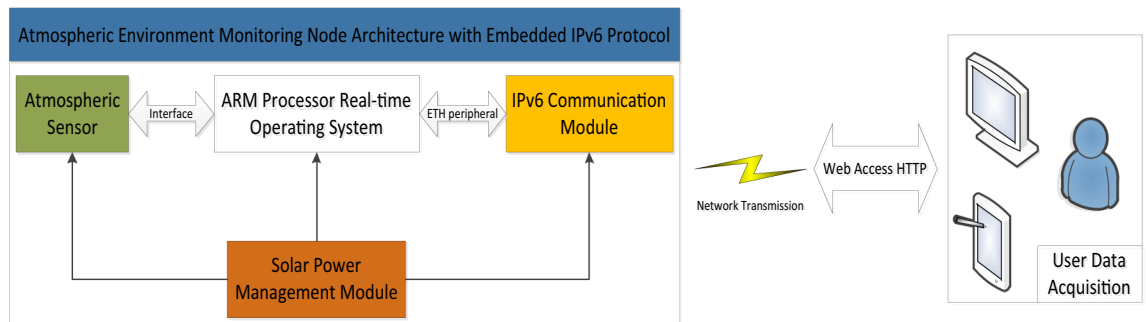 Atmospheric Environment Monitoring Node Architecture with Embedded IPv6 Protocol
Atmospheric
Sensor
Interface
ARM Processor Real-time
Operating System
ETH peripheral
IPv6 Communication
Module
Solar Power
Management Module
Network Transmission
Web Access HTTP
User Data
Acquisition